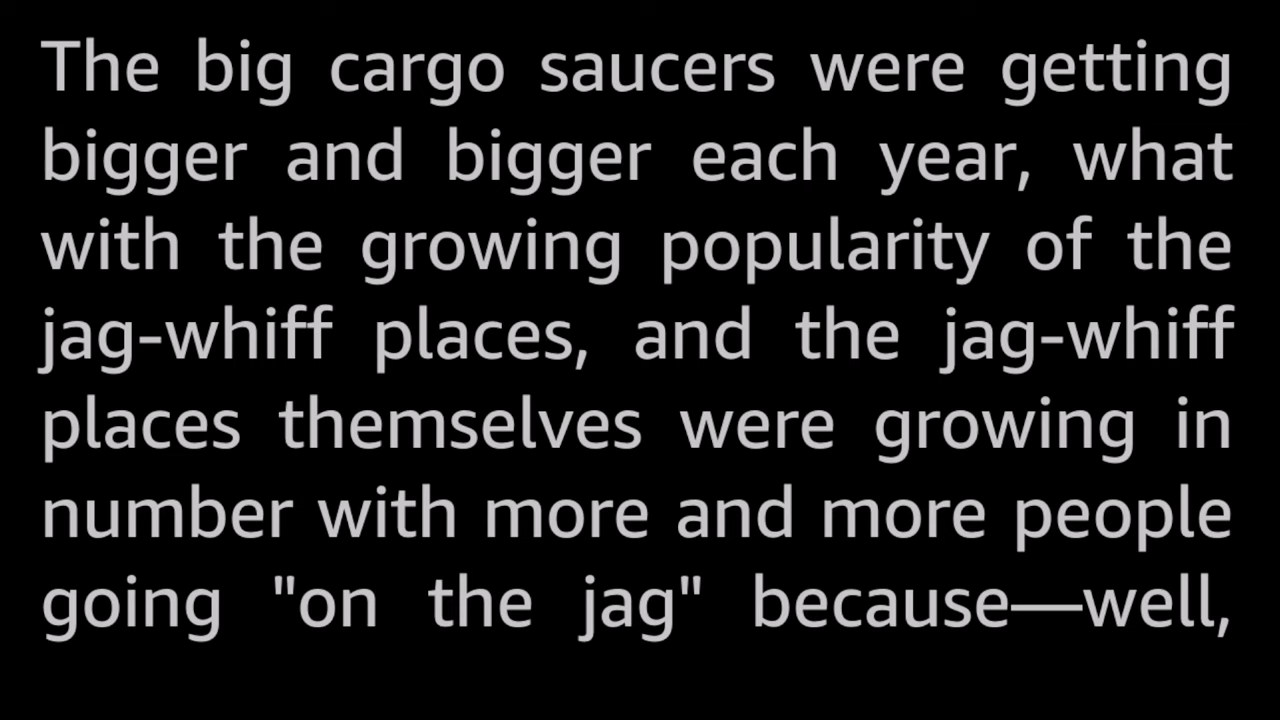 The big cargo saucers were getting
bigger and bigger each year, what
with the growing popularity of the
jag-whiff places, and the jag-whiff
places themselves were growing in
number with more and more people
going "on the jag" because—well,